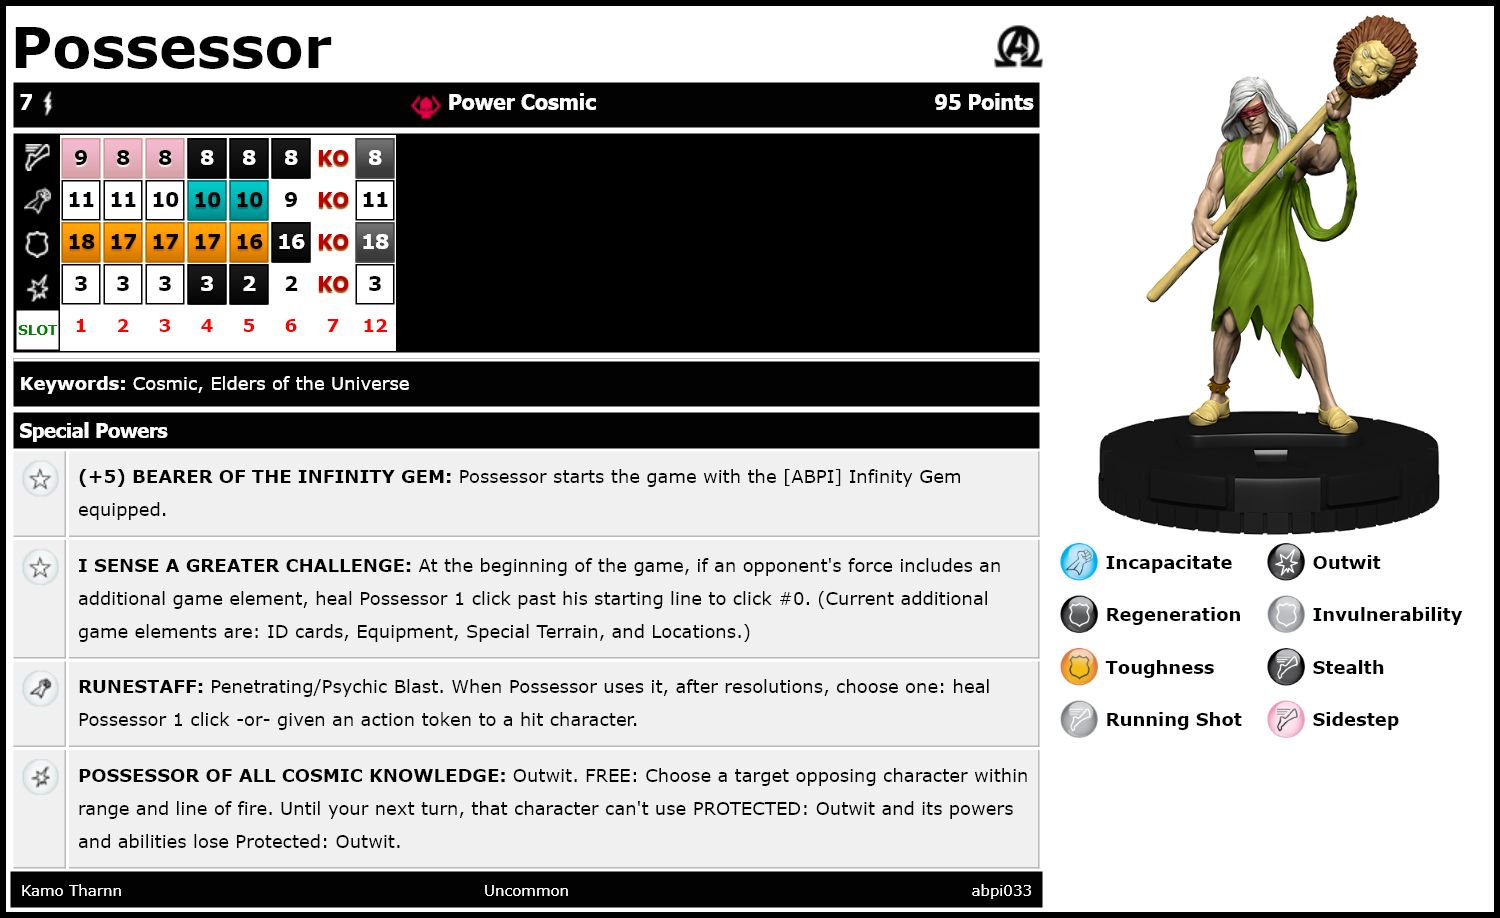 Possessor
7 Power Cosmic 95 Points
9 8 8 8 8 8 KO 8
11 11 10 10 10 9 KO 11
18 17 17 17 16 16 KO 18
3 3 3 3 2 2 KO 3
SLOT 1 2 3 4 5 6 7 12
Keywords: Cosmic, Elders of the Universe
Special Powers
(+5) BEARER OF THE INFINITY GEM: Possessor starts the game with the [ABPI] Infinity Gem
equipped.
I SENSE A GREATER CHALLENGE: At the beginning of the game, if an opponent's force includes an
additional game element, heal Possessor 1 click past his starting line to click #0. (Current additional
game elements are: ID cards, Equipment, Special Terrain, and Locations.)
RUNESTAFF: Penetrating/Psychic Blast. When Possessor uses it, after resolutions, choose one: heal
Possessor 1 click -or- given an action token to a hit character.
POSSESSOR OF ALL COSMIC KNOWLEDGE: Outwit. FREE: Choose a target opposing character within
range and line of fire. Until your next turn, that character can't use PROTECTED: Outwit and its powers
and abilities lose Protected: Outwit.
Kamo Tharnn Uncommon abpi033
Incapacitate Outwit
Regeneration Invulnerability
Toughness Stealth
Running Shot Sidestep